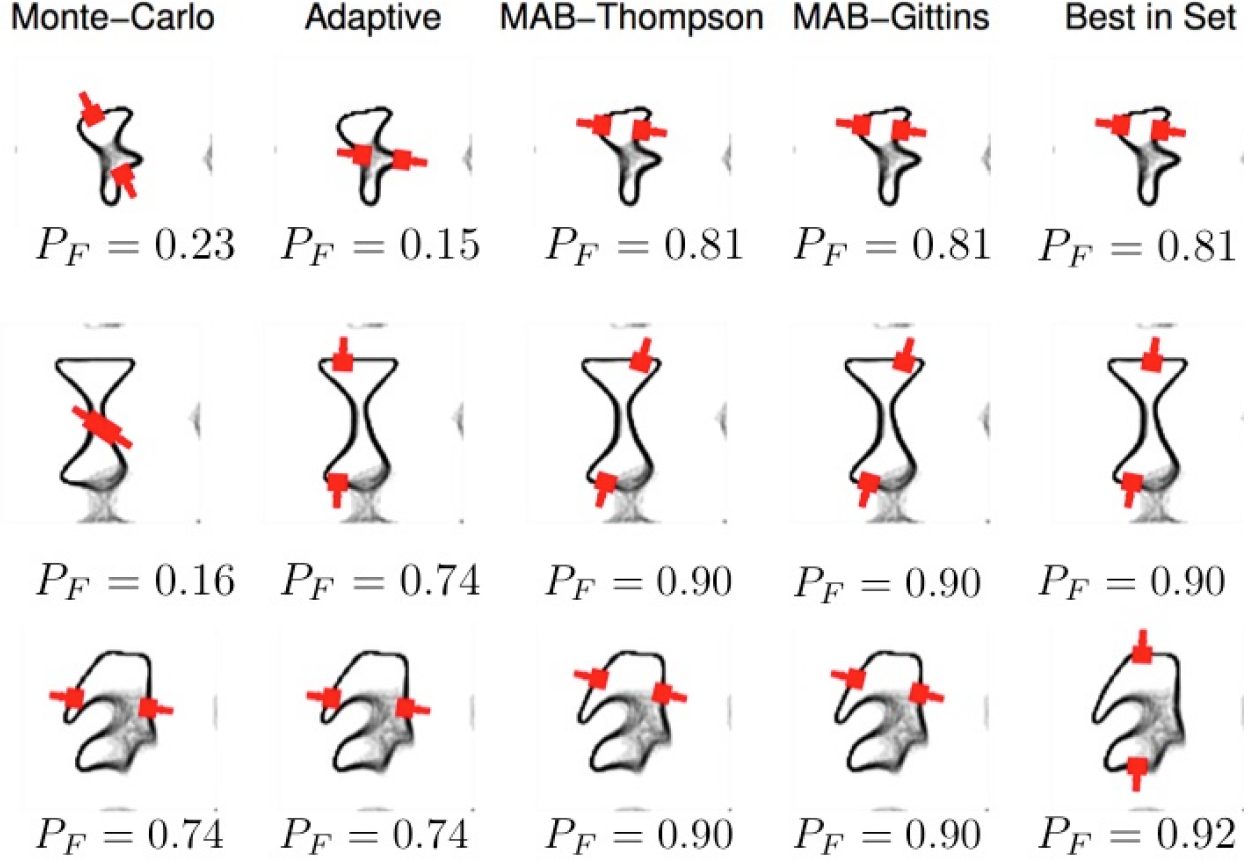 Monte–Carlo Adaptive MAB–Thompson MAB–Gittins Best in Set
P_F = 0.23 P_F = 0.15 P_F = 0.81 P_F = 0.81 P_F = 0.81
P_F = 0.16 P_F = 0.74 P_F = 0.90 P_F = 0.90 P_F = 0.90
P_F = 0.74 P_F = 0.74 P_F = 0.90 P_F = 0.90 P_F = 0.92